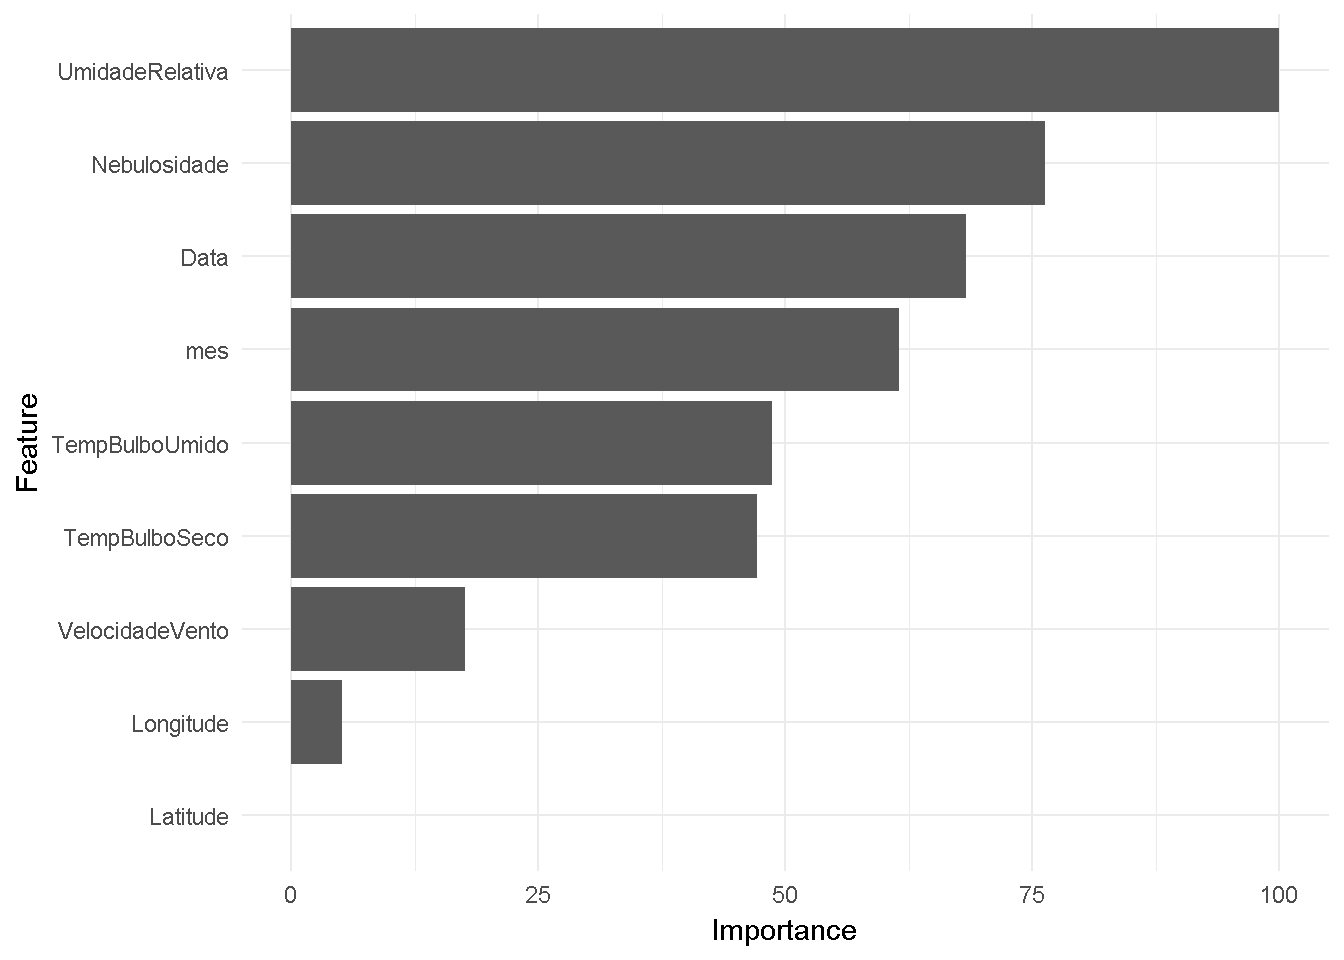 UmidadeRelativa
Nebulosidade
Data
mes
TempBulboUmido
TempBulboSeco
VelocidadeVento
Longitude
Latitude
Feature
0 25 50 75 100
Importance